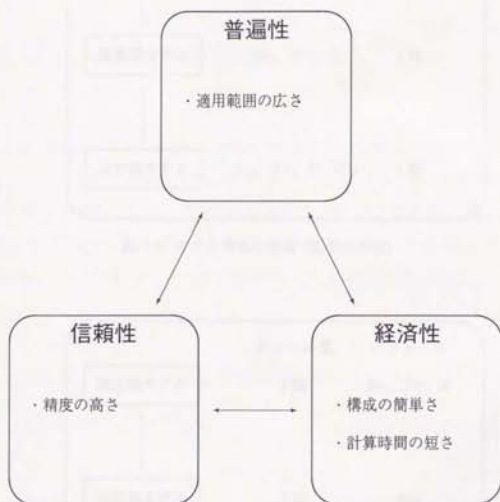 普遍性
・適用範囲の広さ
信頼性
・精度の高さ
経済性
・構成の簡単さ
・計算時間の短さ